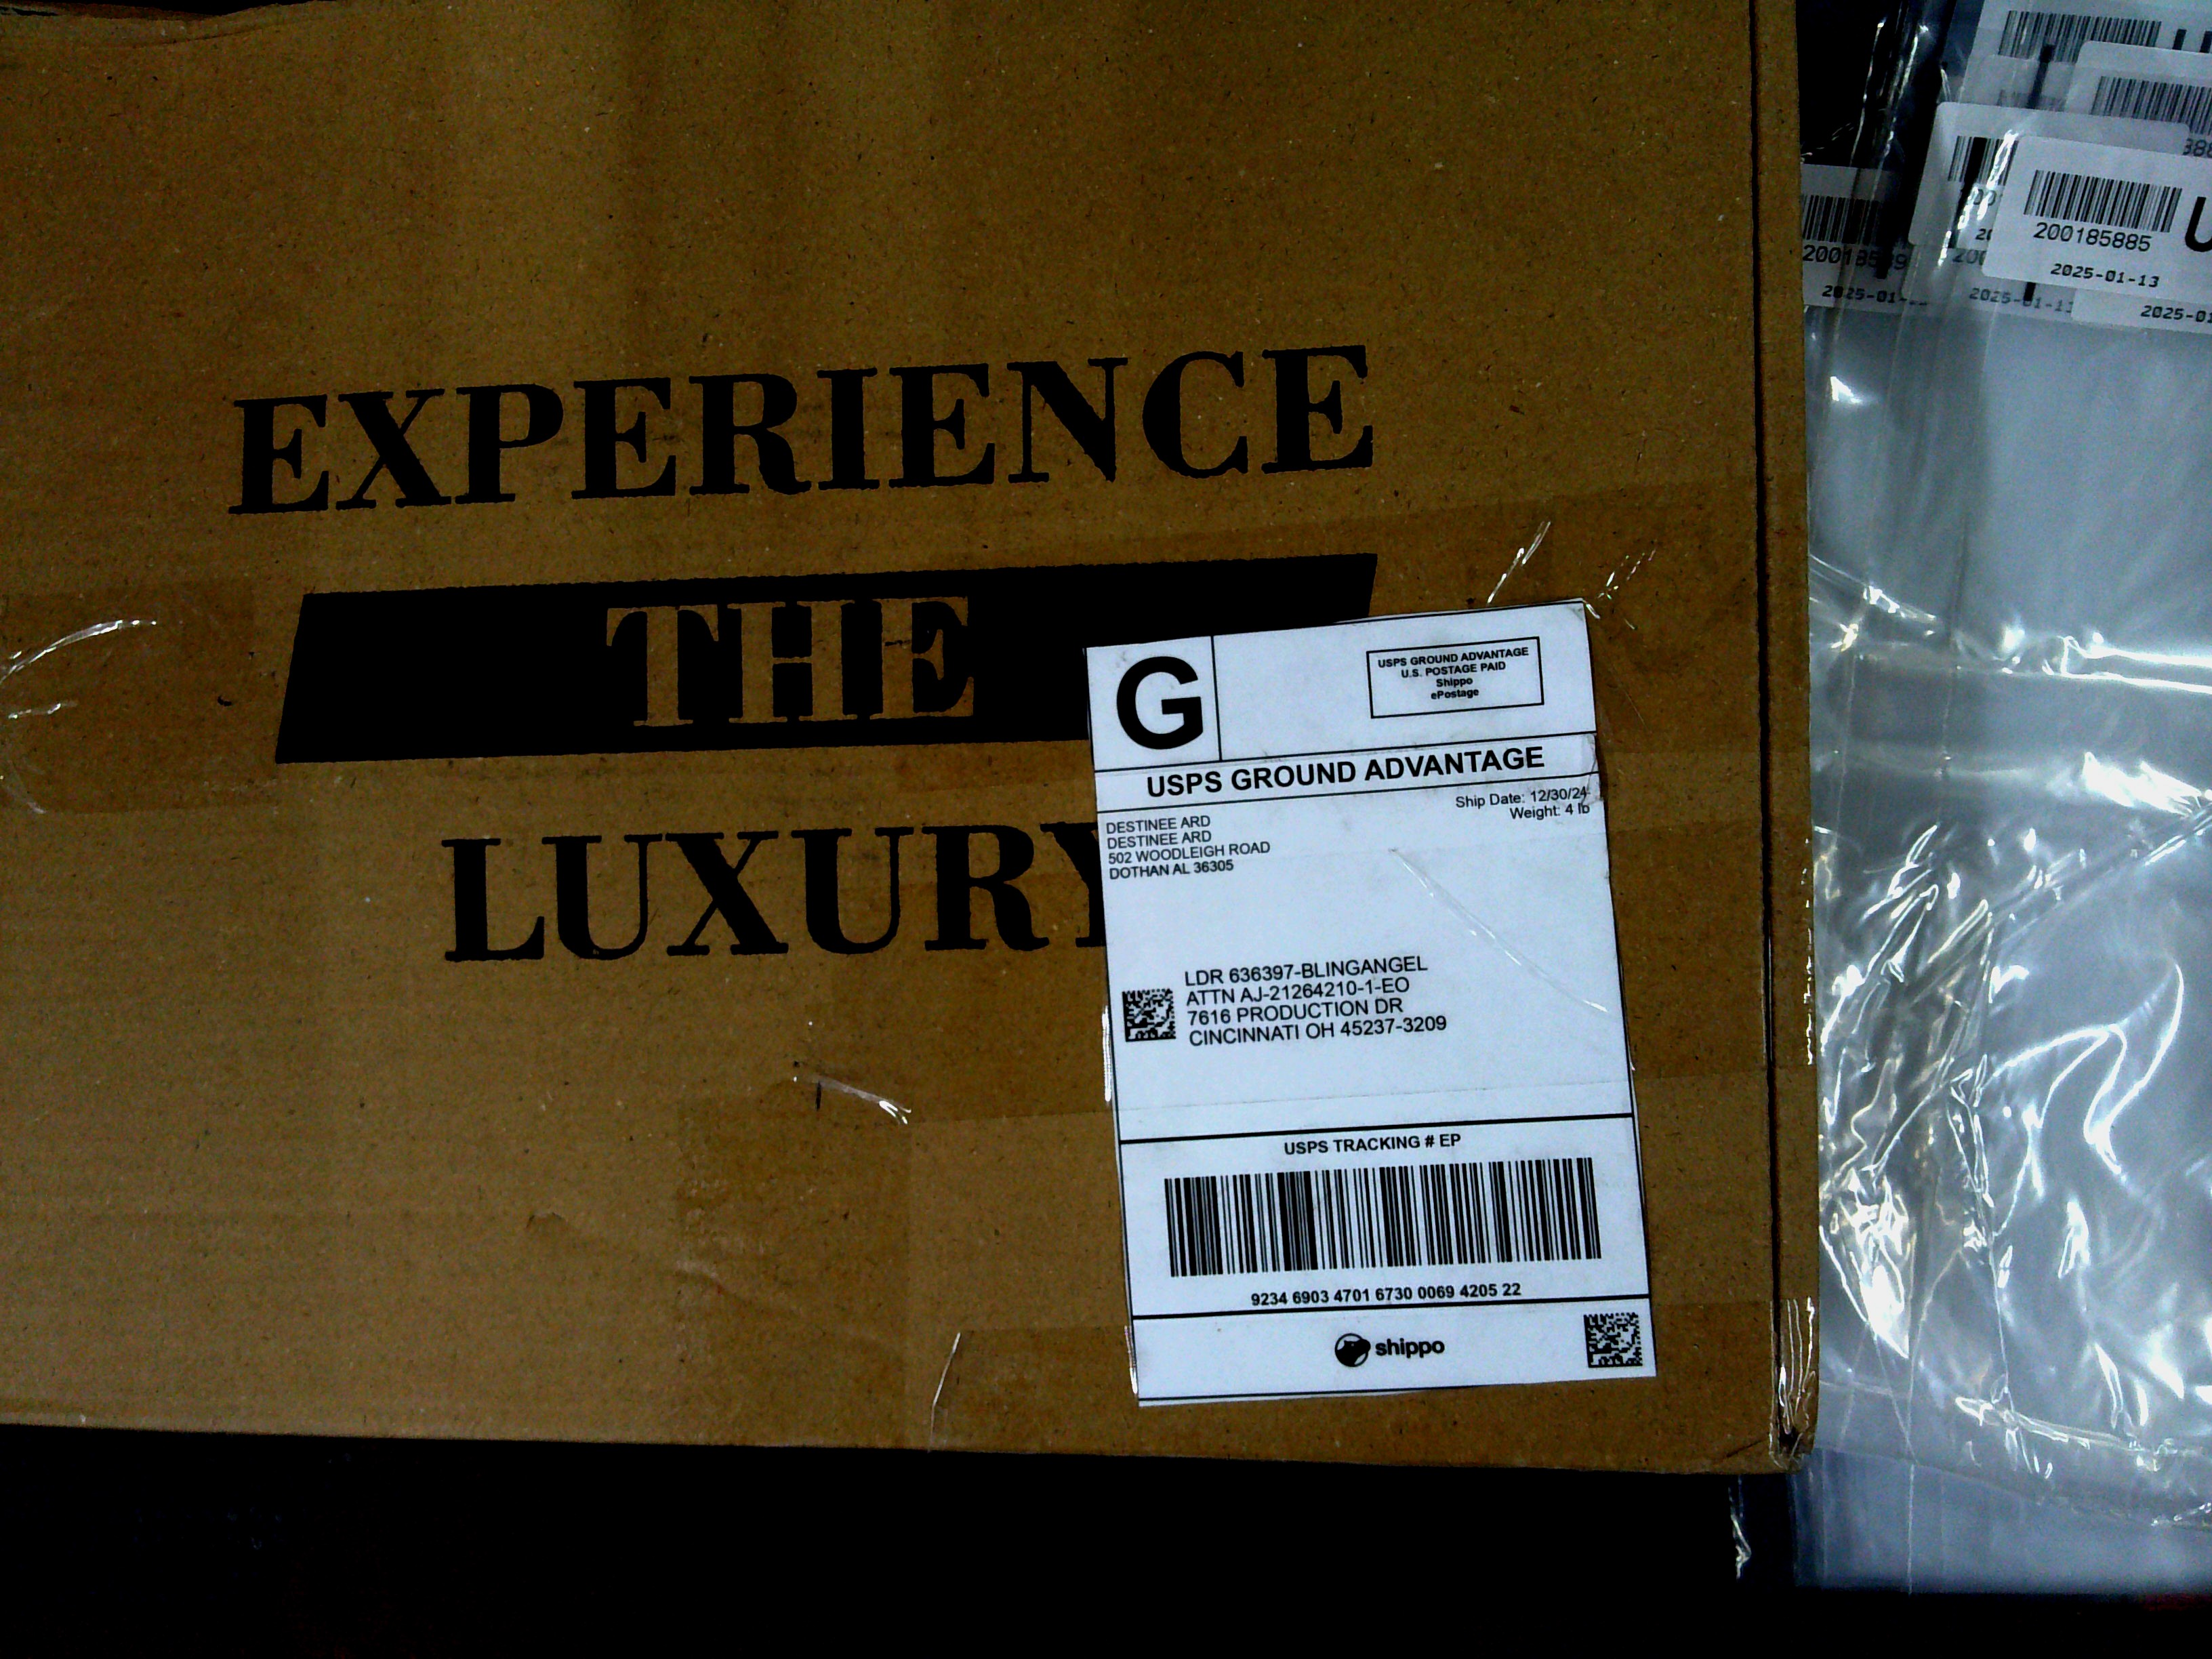 EXPERIENCE
THE
LUXURY
G
USPS GROUND ADVANTAGE
U.S. POSTAGE PAID
Shippo
ePostage
USPS GROUND ADVANTAGE
Ship Date: 12/30/24
Weight: 4 lb
DESTINEE ARD
DESTINEE ARD
502 WOODLEIGH ROAD
DOTHAN AL 36305
LDR 636397-BLINGANGEL
ATTN AJ-21264210-1-EO
7616 PRODUCTION DR
CINCINNATI OH 45237-3209
USPS TRACKING # EP
9234 6903 4701 6730 0069 4205 22
shippo
200185885
2025-01-13